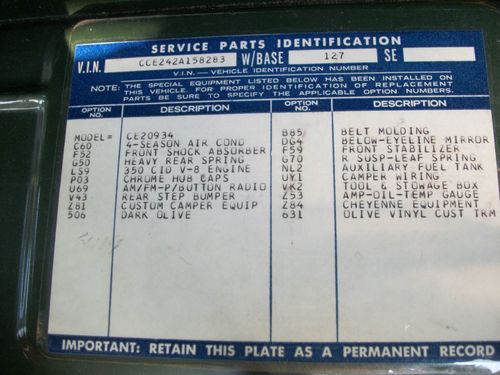 SERVICE PARTS IDENTIFICATION
V.I.N. CCE242A158283 W/BASE 127 SE
V.I.N. — VEHICLE IDENTIFICATION NUMBER
NOTE: THE SPECIAL EQUIPMENT LISTED BELOW HAS BEEN INSTALLED ON
THIS VEHICLE. FOR PROPER IDENTIFICATION OF REPLACEMENT
PARTS BE SURE TO SPECIFY THE APPLICABLE OPTION NUMBERS.
OPTION NO. DESCRIPTION OPTION NO. DESCRIPTION
MODEL= CE20934 B85 BELT MOLDING
C60 4-SEASON AIR COND DG4 BELOW-EYELINE MIRROR
F52 FRONT SHOCK ABSORBER F59 FRONT STABILIZER
G50 HEAVY REAR SPRING G70 R SUSP-LEAF SPRING
LS9 350 CID V-8 ENGINE NL2 AUXILIARY FUEL TANK
P03 CHROME HUB CAPS UY1 CAMPER WIRING
U69 AM/FM-P/BUTTON RADIO VK2 TOOL & STOWAGE BOX
V43 REAR STEP BUMPER Z53 AMP-OIL-TEMP GAUGE
Z81 CUSTOM CAMPER EQUIP Z84 CHEYENNE EQUIPMENT
506 DARK OLIVE 631 OLIVE VINYL CUST TRM
IMPORTANT: RETAIN THIS PLATE AS A PERMANENT RECORD